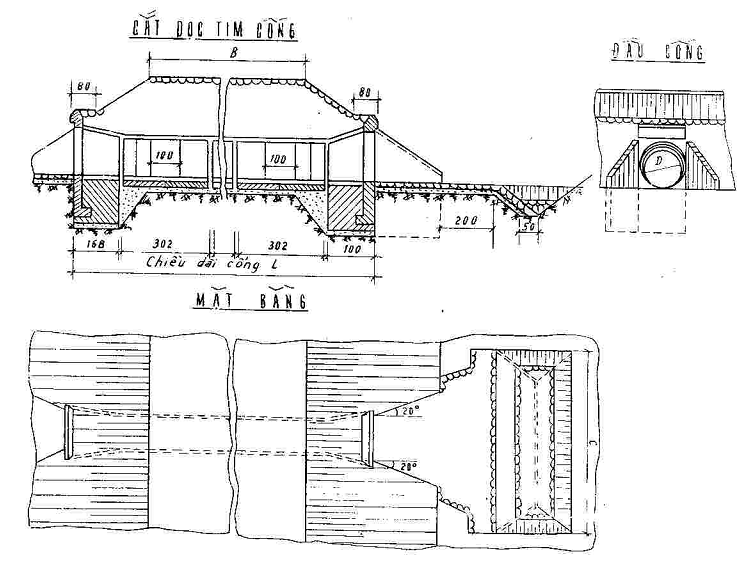 CẮT DỌC TIM CỐNG
B
80
80
100
100
200
50
168
302
302
100
Chiều dài cống L
ĐẦU CỐNG
D
MẶT BẰNG
20°
20°
C